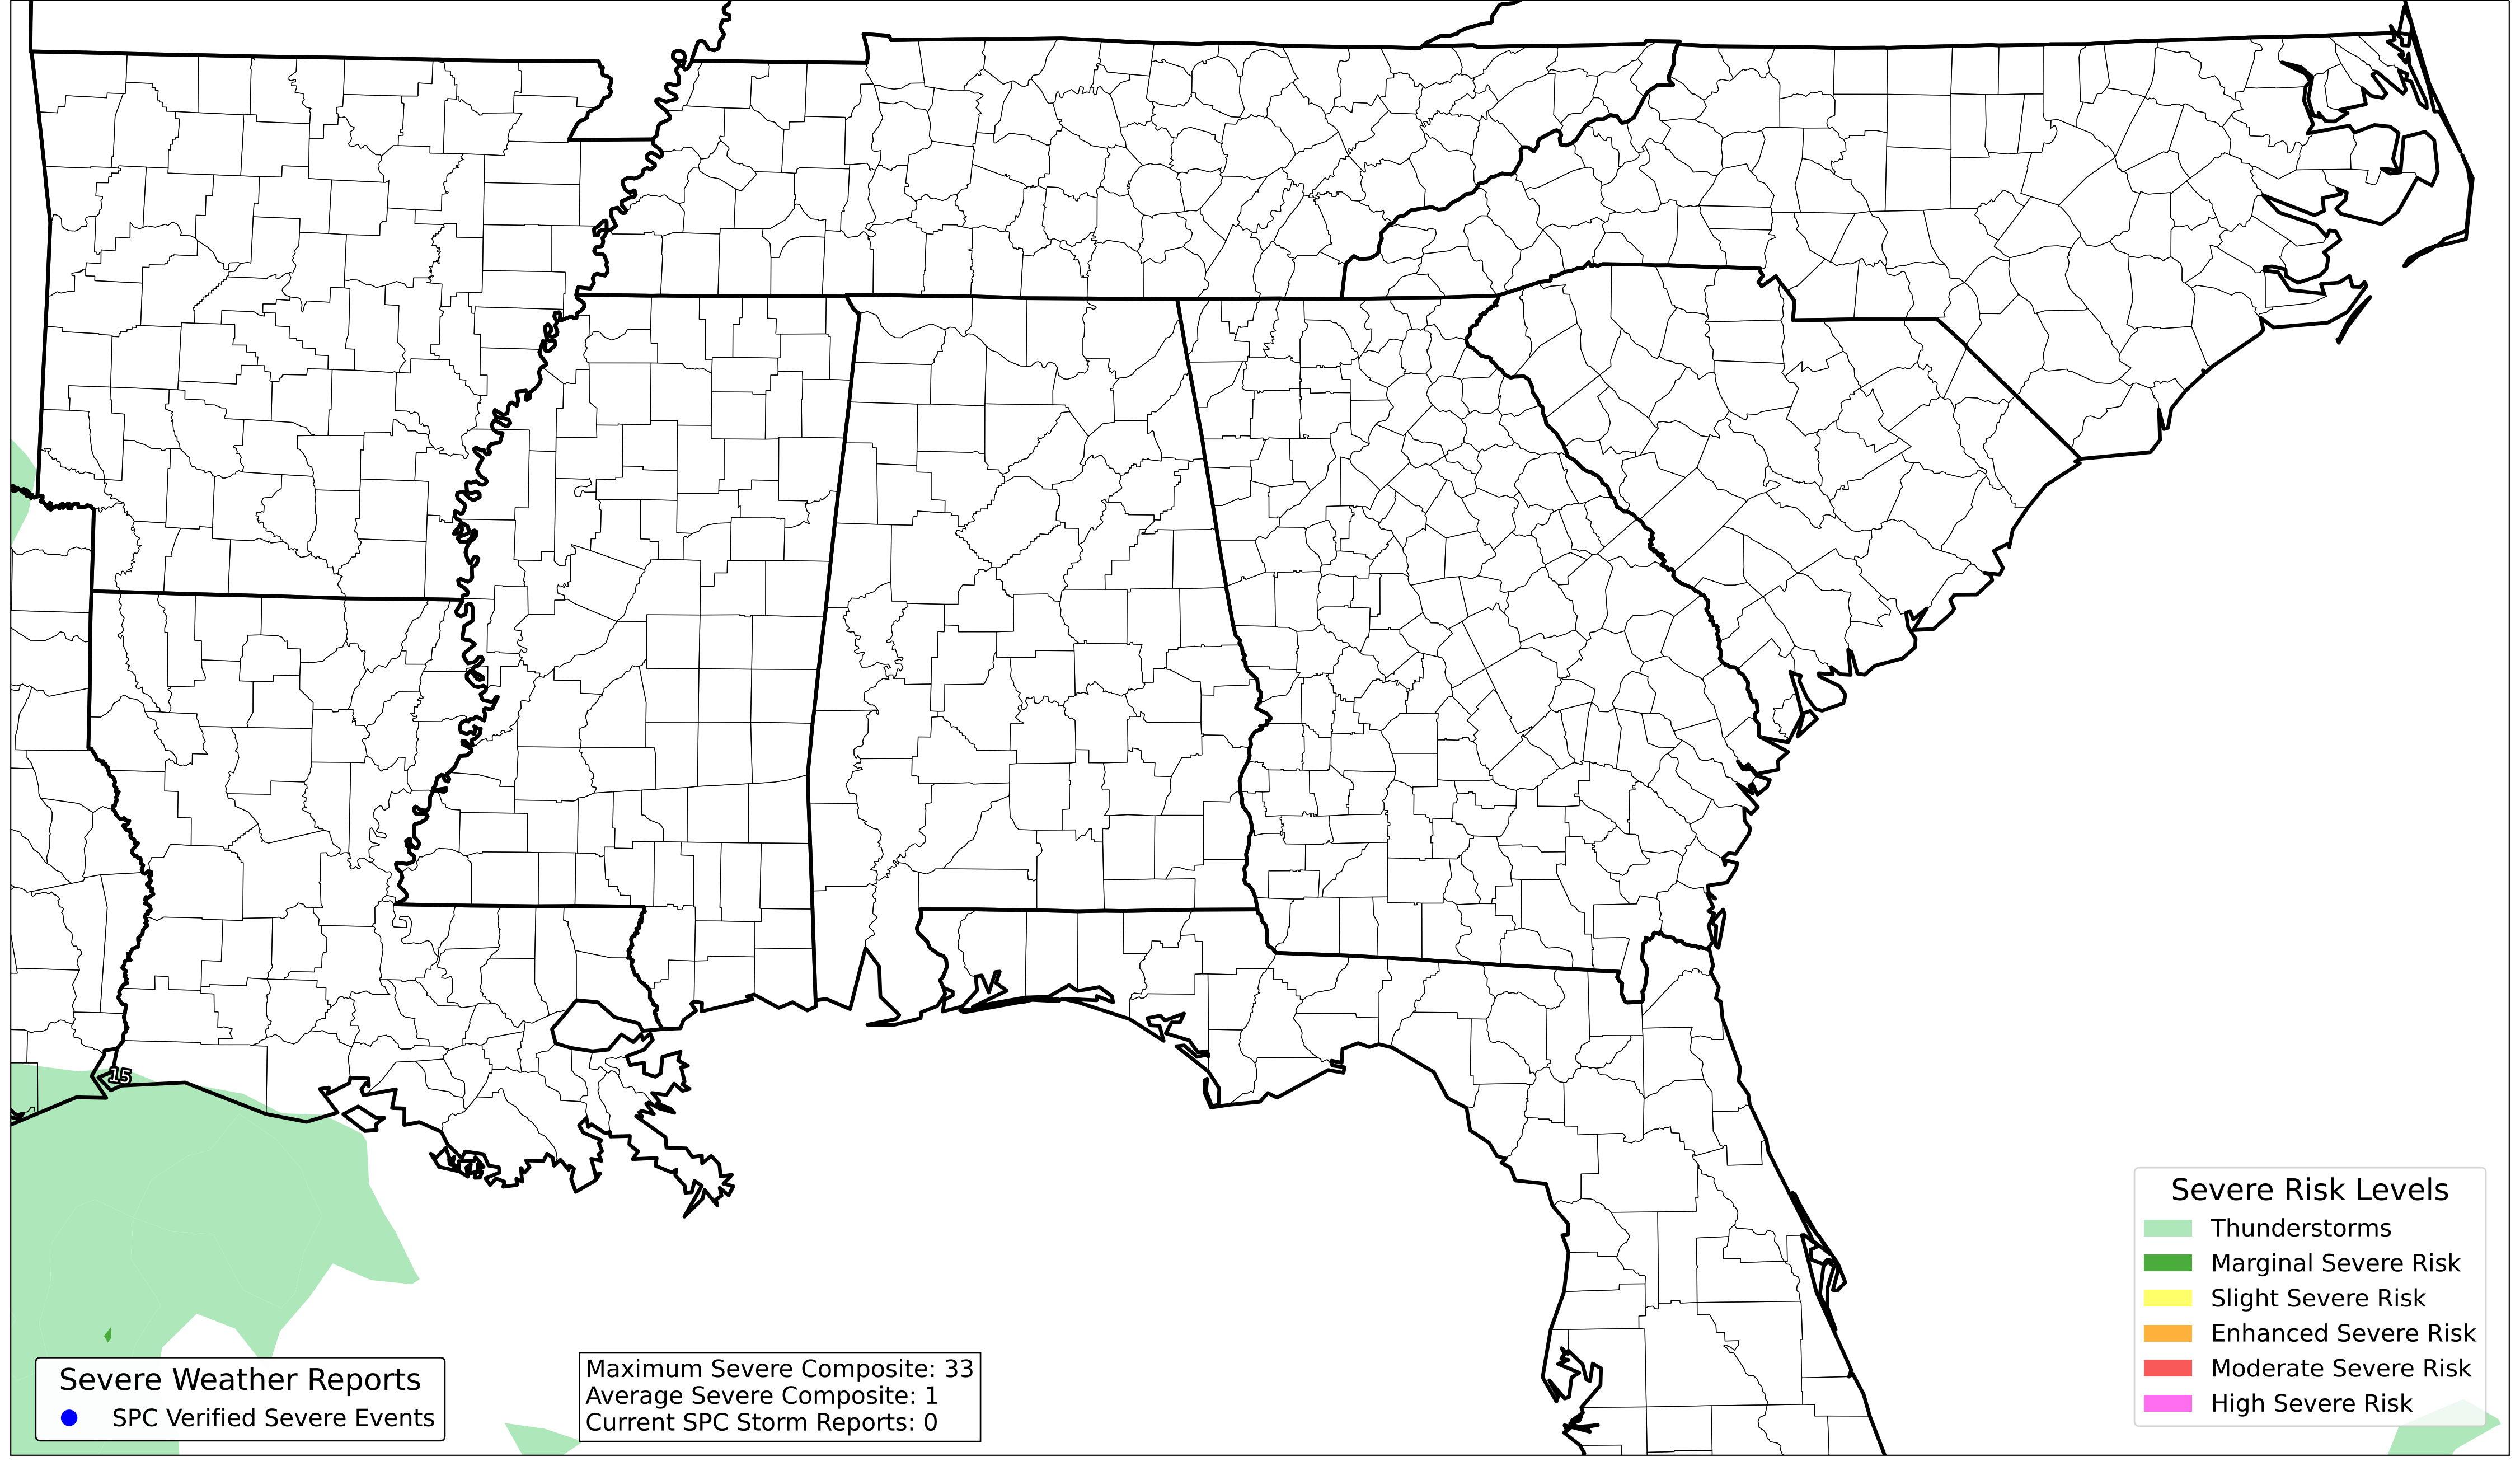 15
Severe Weather Reports
SPC Verified Severe Events
Maximum Severe Composite: 33
Average Severe Composite: 1
Current SPC Storm Reports: 0
Severe Risk Levels
Thunderstorms
Marginal Severe Risk
Slight Severe Risk
Enhanced Severe Risk
Moderate Severe Risk
High Severe Risk